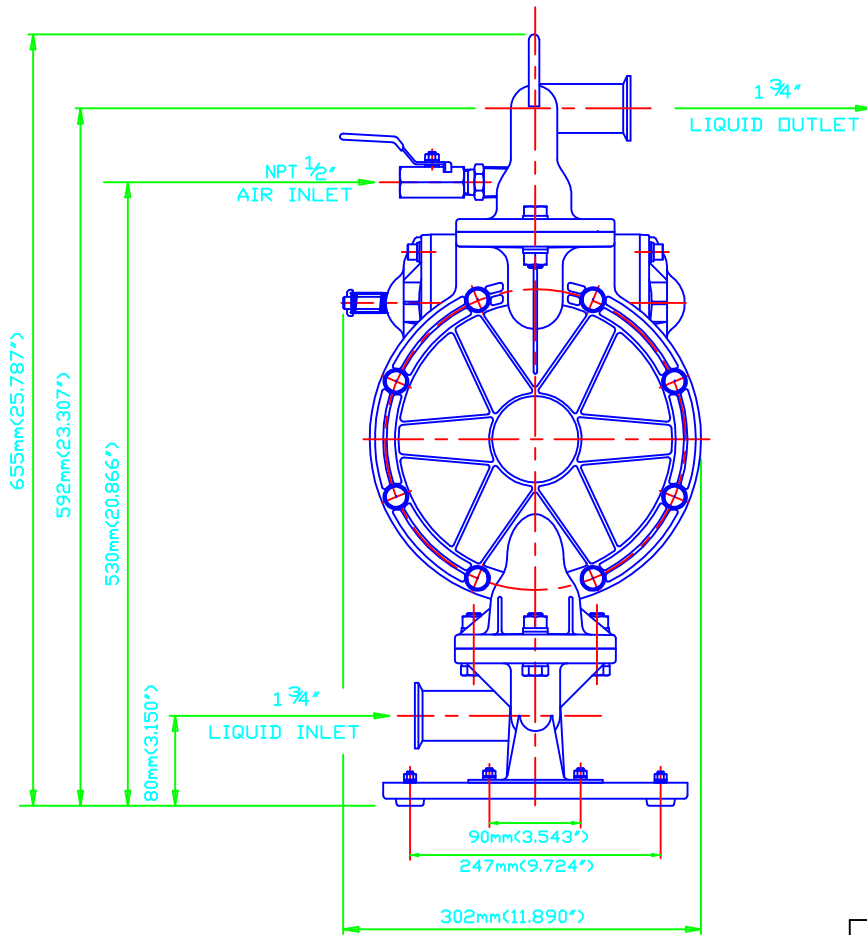 1 3/4"
LIQUID OUTLET
NPT 1/2"
AIR INLET
655mm(25.787")
592mm(23.307")
530mm(20.866")
80mm(3.150")
1 3/4"
LIQUID INLET
90mm(3.543")
247mm(9.724")
302mm(11.890")